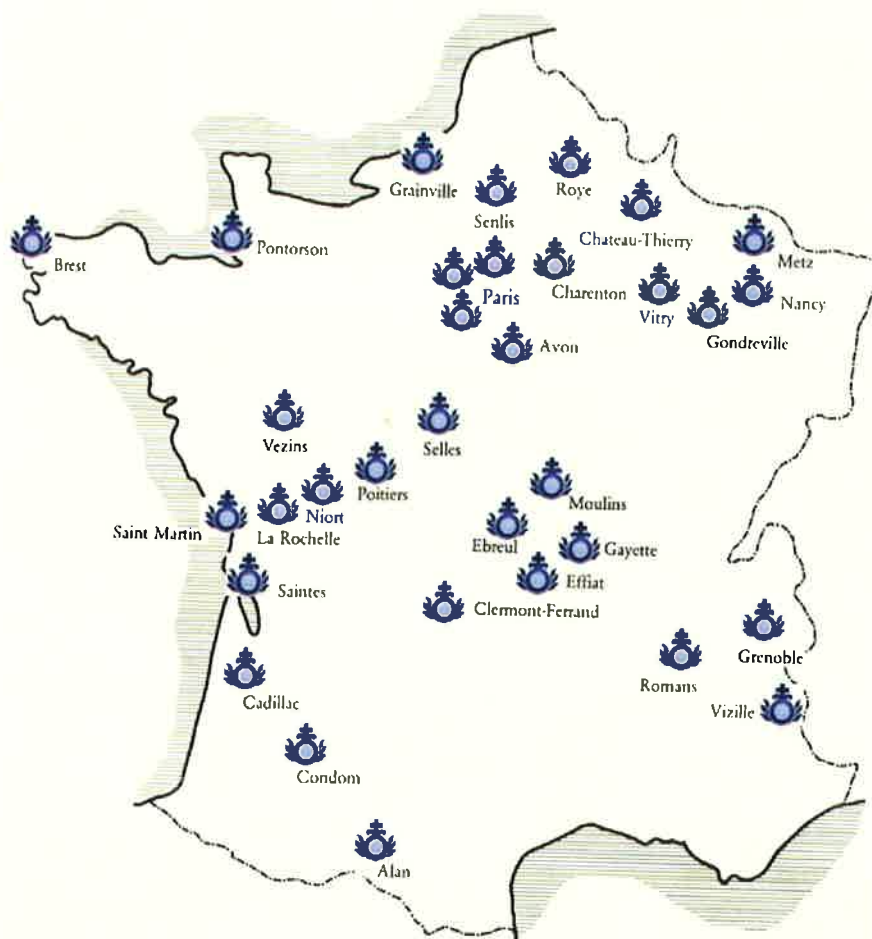 Grainville
Roye
Senlis
Chateau-Thierry
Pontorson
Brest
Metz
Paris
Charenton
Vitry
Nancy
Gondreville
Avon
Vezins
Selles
Poitiers
Niort
Moulins
Saint Martin
La Rochelle
Ebreul
Gayette
Saintes
Effiat
Clermont-Ferrand
Grenoble
Romans
Cadillac
Vizille
Condom
Alan